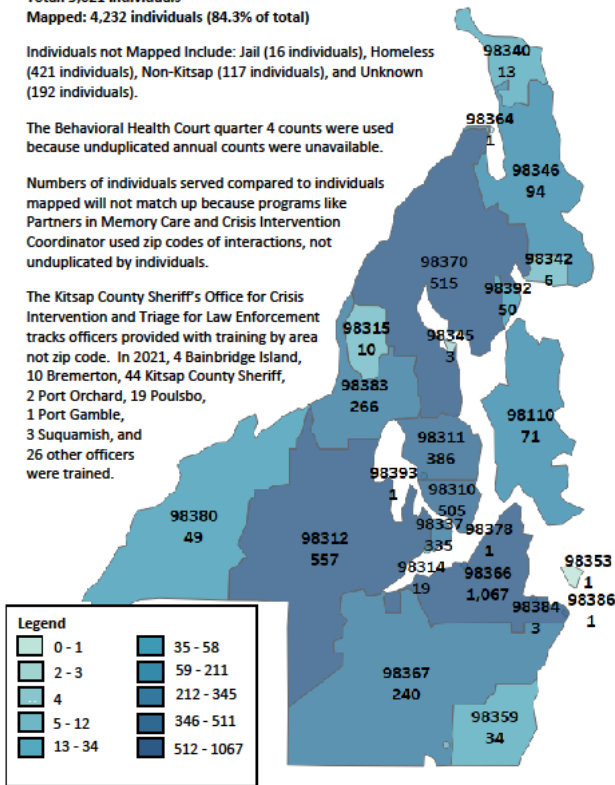 Mapped: 4,232 individuals (84.3% of total)
Individuals not Mapped Include: Jail (16 individuals), Homeless
(421 individuals), Non-Kitsap (117 individuals), and Unknown
(192 individuals).
The Behavioral Health Court quarter 4 counts were used
because unduplicated annual counts were unavailable.
Numbers of individuals served compared to individuals
mapped will not match up because programs like
Partners in Memory Care and Crisis Intervention
Coordinator used zip codes of interactions, not
unduplicated by individuals.
The Kitsap County Sheriff's Office for Crisis
Intervention and Triage for Law Enforcement
tracks officers provided with training by area
not zip code. In 2021, 4 Bainbridge Island,
10 Bremerton, 44 Kitsap County Sheriff,
2 Port Orchard, 19 Poulsbo,
1 Port Gamble,
3 Suquamish, and
26 other officers
were trained.
98340
13
98364
1
98346
94
98370
515
98342
6
98392
50
98315
10
98345
3
98383
266
98110
71
98311
386
98393
1
98310
505
98380
49
98312
557
98337
335
98378
1
98314
19
98366
1,067
98353
1
98386
1
98384
3
98367
240
98359
34
Legend
0 - 1
2 - 3
4
5 - 12
13 - 34
35 - 58
59 - 211
212 - 345
346 - 511
512 - 1067